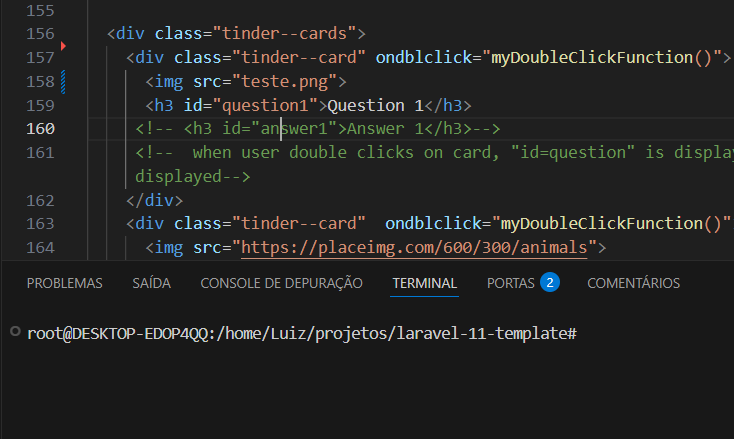 155
156 <div class="tinder--cards">
157 <div class="tinder--card" ondblclick="myDoubleClickFunction()">
158 <img src="teste.png">
159 <h3 id="question1">Question 1</h3>
160 <!-- <h3 id="answer1">Answer 1</h3>-->
161 <!--  when user double clicks on card, "id=question" is display
displayed-->
162 </div>
163 <div class="tinder--card"  ondblclick="myDoubleClickFunction()"
164 <img src="https://placeimg.com/600/300/animals">
PROBLEMAS SAÍDA CONSOLE DE DEPURAÇÃO TERMINAL PORTAS 2 COMENTÁRIOS
root@DESKTOP-EDOP4QQ:/home/Luiz/projetos/laravel-11-template#